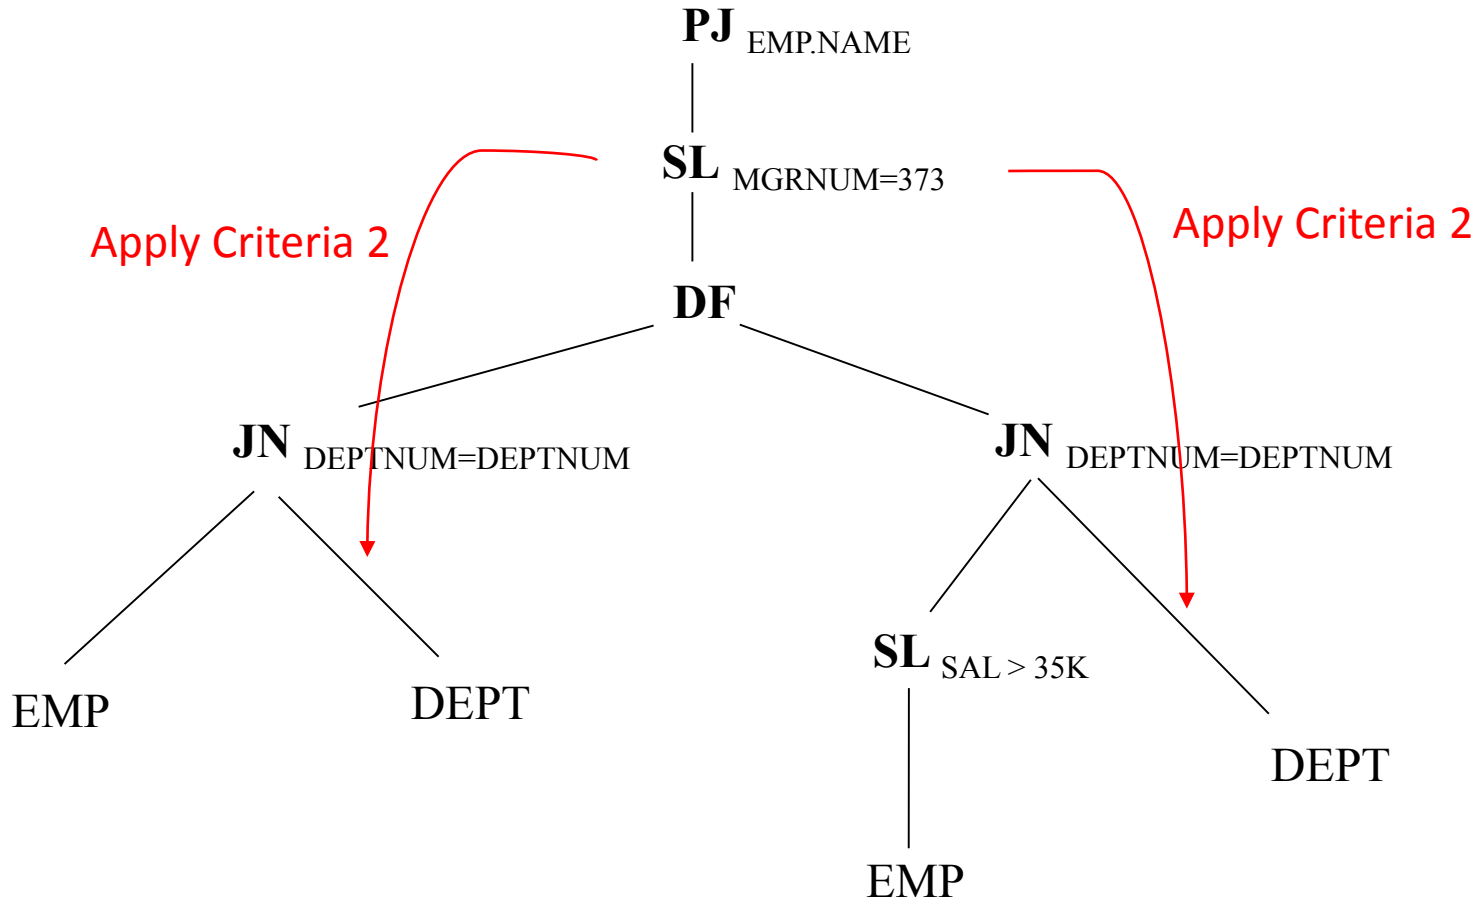 PJ EMP.NAME
SL MGRNUM=373
Apply Criteria 2
Apply Criteria 2
DF
JN DEPTNUM=DEPTNUM
JN DEPTNUM=DEPTNUM
SL SAL > 35K
EMP
DEPT
DEPT
EMP